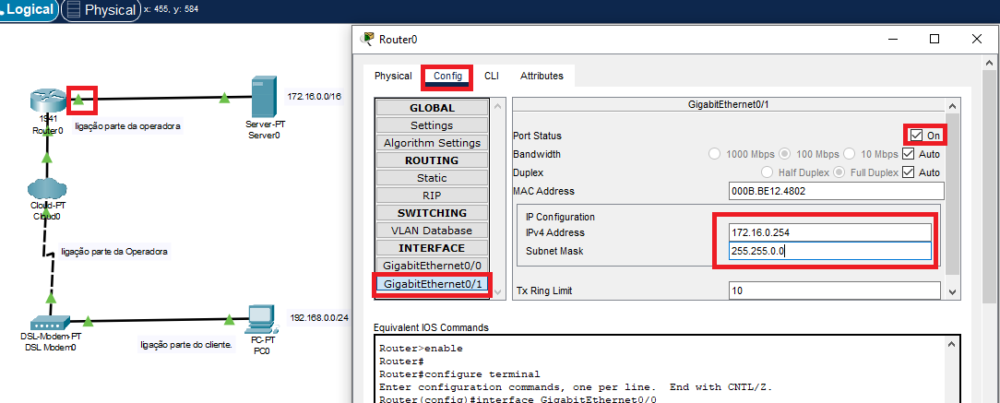 Logical
Physical
x: 455, y: 584
172.16.0.0/16
1941
Router0
ligação parte da operadora
Server-PT
Server0
Cloud-PT
Cloud0
ligação parte da Operadora
192.168.0.0/24
DSL-Modem-PT
DSL Modem0
ligação parte do cliente.
PC-PT
PC0
Router0
Physical
Config
CLI
Attributes
GLOBAL
Settings
Algorithm Settings
ROUTING
Static
RIP
SWITCHING
VLAN Database
INTERFACE
GigabitEthernet0/0
GigabitEthernet0/1
GigabitEthernet0/1
Port Status
On
Bandwidth
1000 Mbps
100 Mbps
10 Mbps
Auto
Duplex
Half Duplex
Full Duplex
Auto
MAC Address
000B.BE12.4802
IP Configuration
IPv4 Address
172.16.0.254
Subnet Mask
255.255.0.0
Tx Ring Limit
10
Equivalent IOS Commands
Router>enable
Router#
Router#configure terminal
Enter configuration commands, one per line. End with CNTL/Z.
Router(config)#interface GigabitEthernet0/0